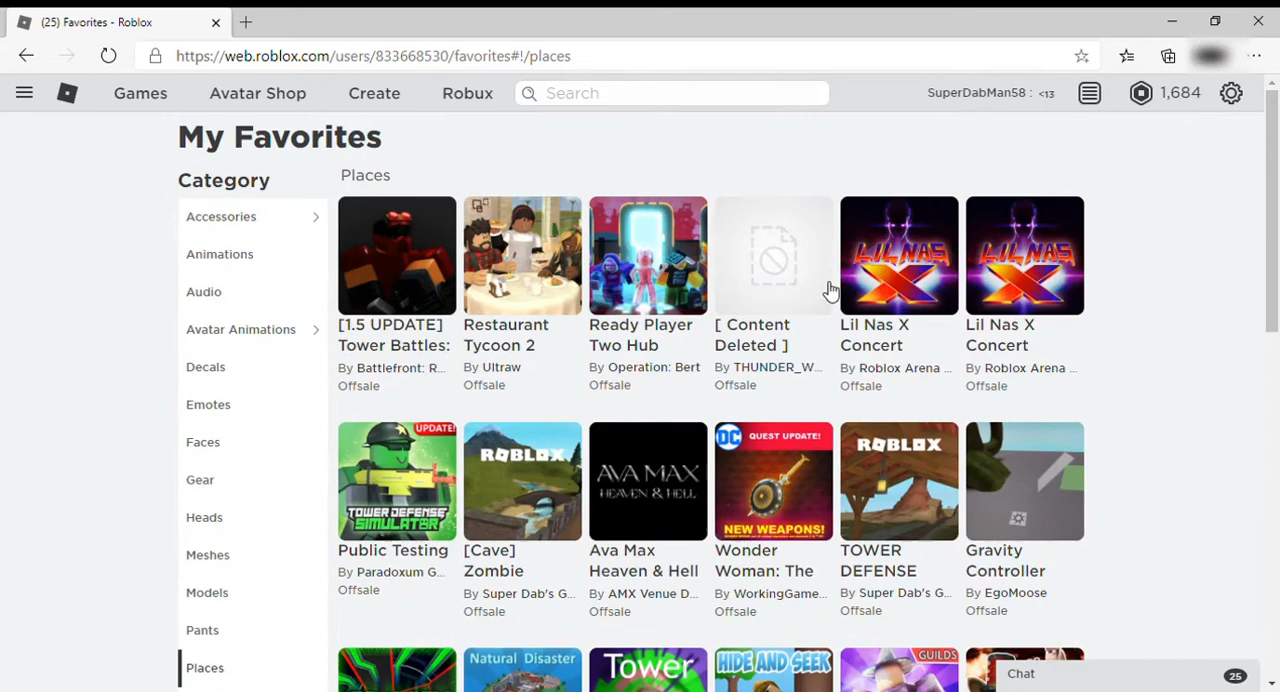 (25) Favorites - Roblox
https://web.roblox.com/users/833668530/favorites#!/places
Games Avatar Shop Create Robux Search SuperDabMan58 : <13 1,684
My Favorites
Category Places
Accessories
Animations
Audio
Avatar Animations
Decals
Emotes
Faces
Gear
Heads
Meshes
Models
Pants
Places
LIL NAS X LIL NAS X
[1.5 UPDATE] Restaurant Ready Player [ Content Lil Nas X Lil Nas X
Tower Battles: Tycoon 2 Two Hub Deleted ] Concert Concert
By Battlefront: R... By Ultraw By Operation: Bert By THUNDER_W... By Roblox Arena ... By Roblox Arena ...
Offsale Offsale Offsale Offsale Offsale Offsale
UPDATE! DC QUEST UPDATE!
ROBLOX ROBLOX
AVA MAX
HEAVEN & HELL
TOWER DEFENSE
SIMULATOR NEW WEAPONS!
Public Testing [Cave] Ava Max Wonder TOWER Gravity
Zombie Heaven & Hell Woman: The DEFENSE Controller
By Paradoxum G... By Super Dab's G... By AMX Venue D... By WorkingGame... By Super Dab's G... By EgoMoose
Offsale Offsale Offsale Offsale Offsale Offsale
Natural Disaster Tower HIDE AND SEEK GUILDS
Chat 25